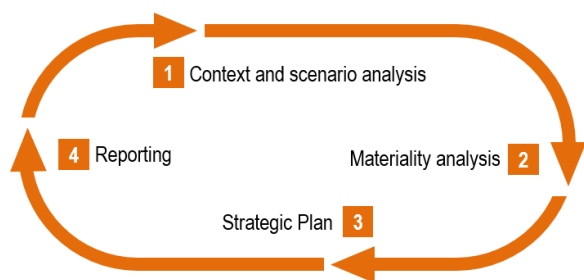 1 Context and scenario analysis
4 Reporting
Materiality analysis 2
Strategic Plan 3